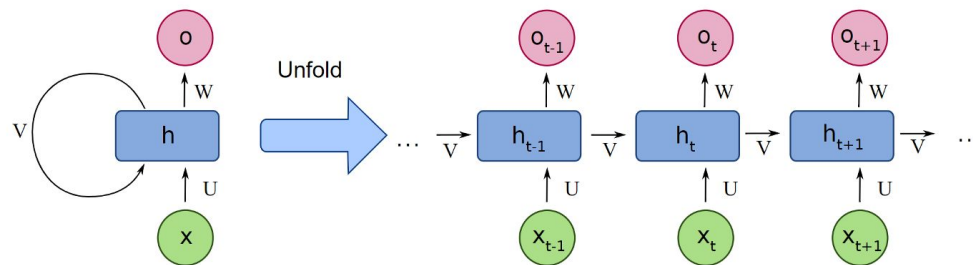 o
W
V
h
U
x
Unfold
o_{t-1} o_t o_{t+1}
W W W
... V h_{t-1} V h_t V h_{t+1} V ...
U U U
x_{t-1} x_t x_{t+1}